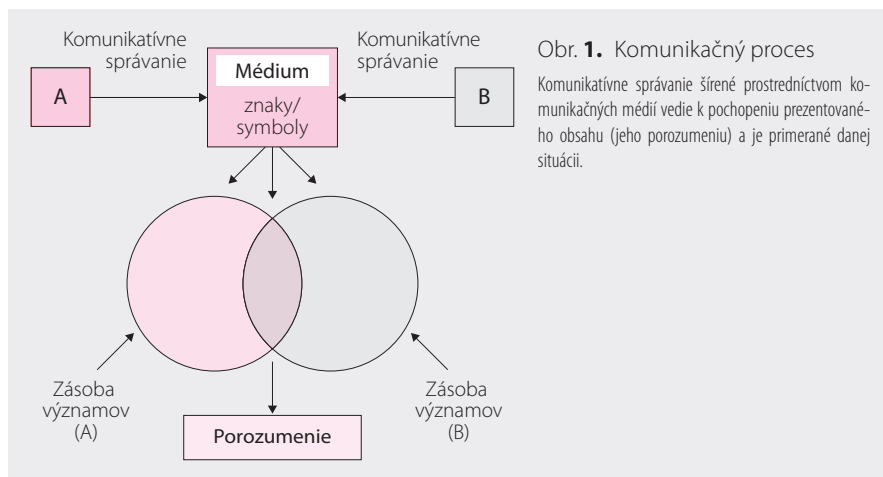 Komunikatívne
správanie
Komunikatívne
správanie
A
Médium
znaky/
symboly
B
Zásoba
významov
(A)
Zásoba
významov
(B)
Porozumenie
Obr. 1. Komunikačný proces
Komunikatívne správanie šírené prostredníctvom ko-
munikačných médií vedie k pochopeniu prezentované-
ho obsahu (jeho porozumeniu) a je primerané danej
situácii.